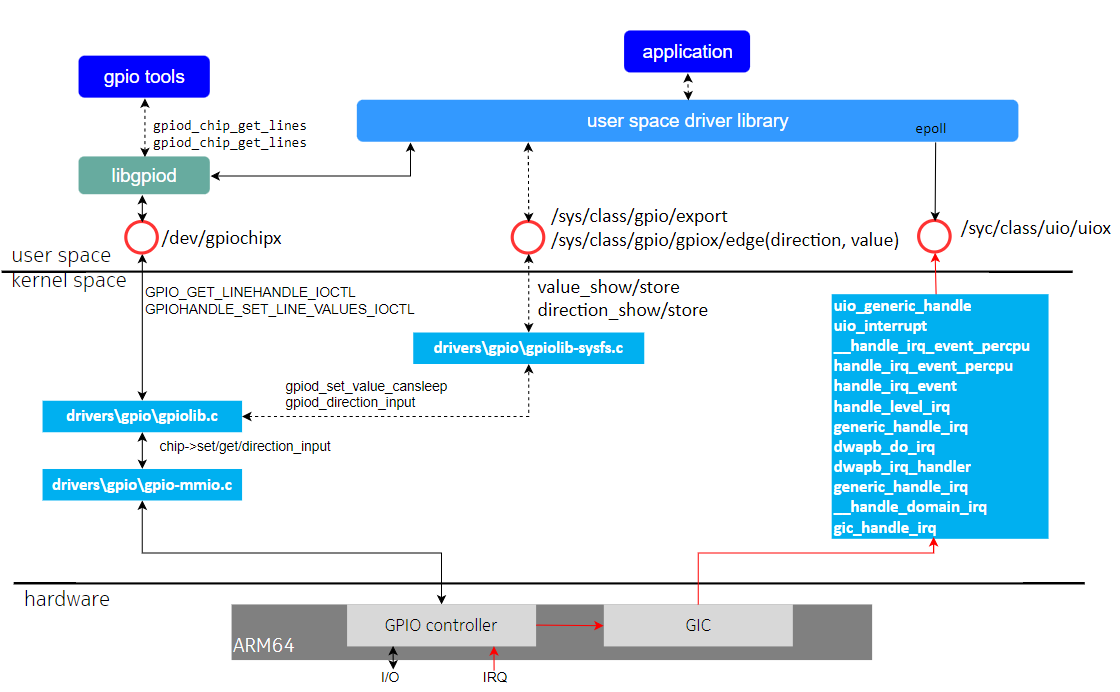 application
gpio tools
user space driver library
epoll
gpiod_chip_get_lines
gpiod_chip_get_lines
libgpiod
/dev/gpiochipx
/sys/class/gpio/export
/sys/class/gpio/gpiox/edge(direction, value)
/syc/class/uio/uiox
user space
kernel space
GPIO_GET_LINEHANDLE_IOCTL
GPIOHANDLE_SET_LINE_VALUES_IOCTL
value_show/store
direction_show/store
drivers\gpio\gpiolib-sysfs.c
gpiod_set_value_cansleep
gpiod_direction_input
drivers\gpio\gpiolib.c
chip->set/get/direction_input
drivers\gpio\gpio-mmio.c
uio_generic_handle
uio_interrupt
__handle_irq_event_percpu
handle_irq_event_percpu
handle_irq_event
handle_level_irq
generic_handle_irq
dwapb_do_irq
dwapb_irq_handler
generic_handle_irq
__handle_domain_irq
gic_handle_irq
hardware
GPIO controller
GIC
ARM64
I/O
IRQ